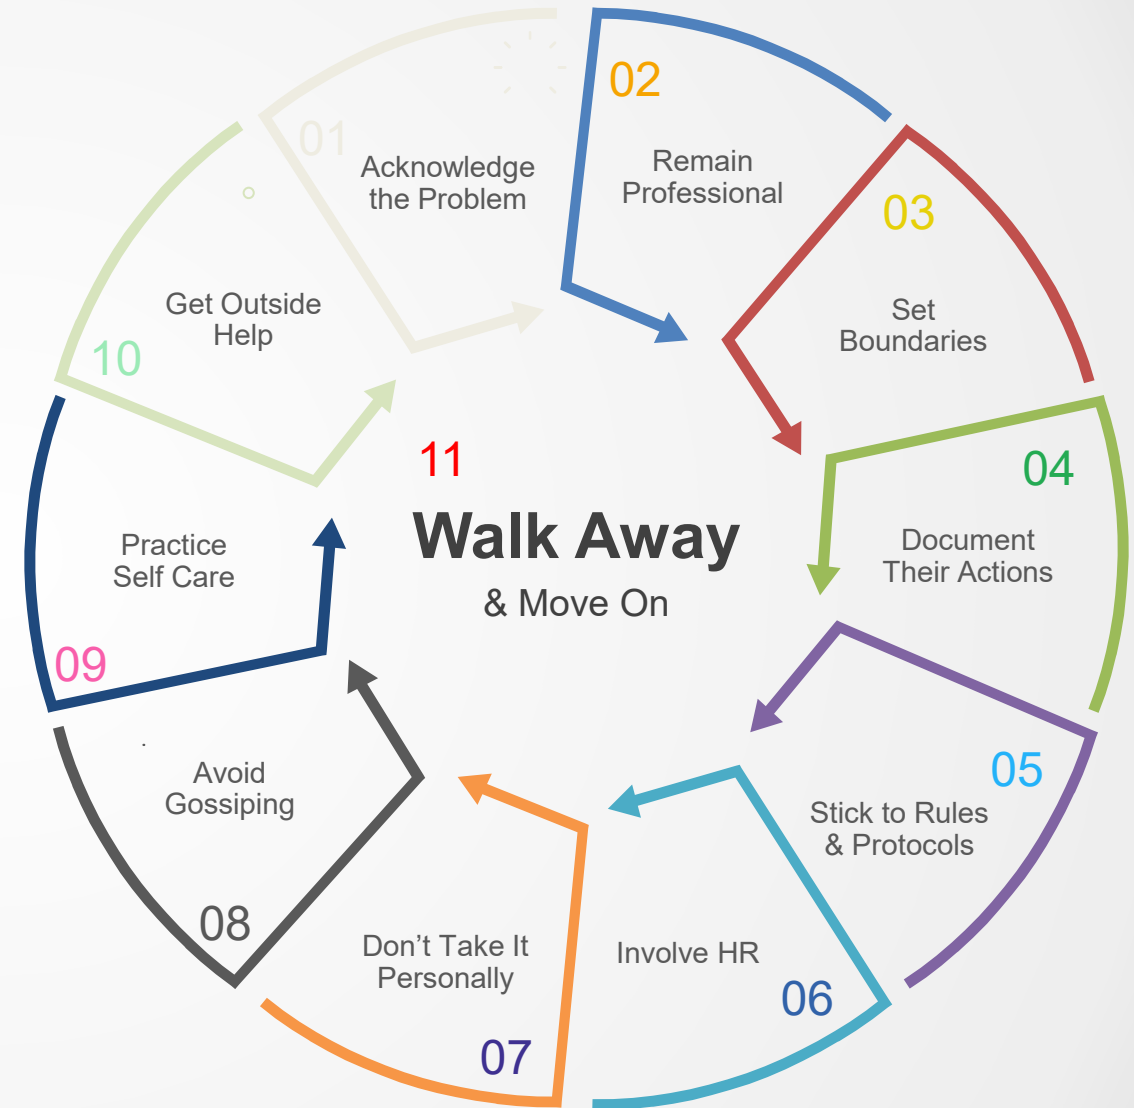 01
Acknowledge
the Problem
02
Remain
Professional
03
Set
Boundaries
04
Document
Their Actions
05
Stick to Rules
& Protocols
06
Involve HR
07
Don’t Take It
Personally
08
Avoid
Gossiping
09
Practice
Self Care
10
Get Outside
Help
11
Walk Away
& Move On